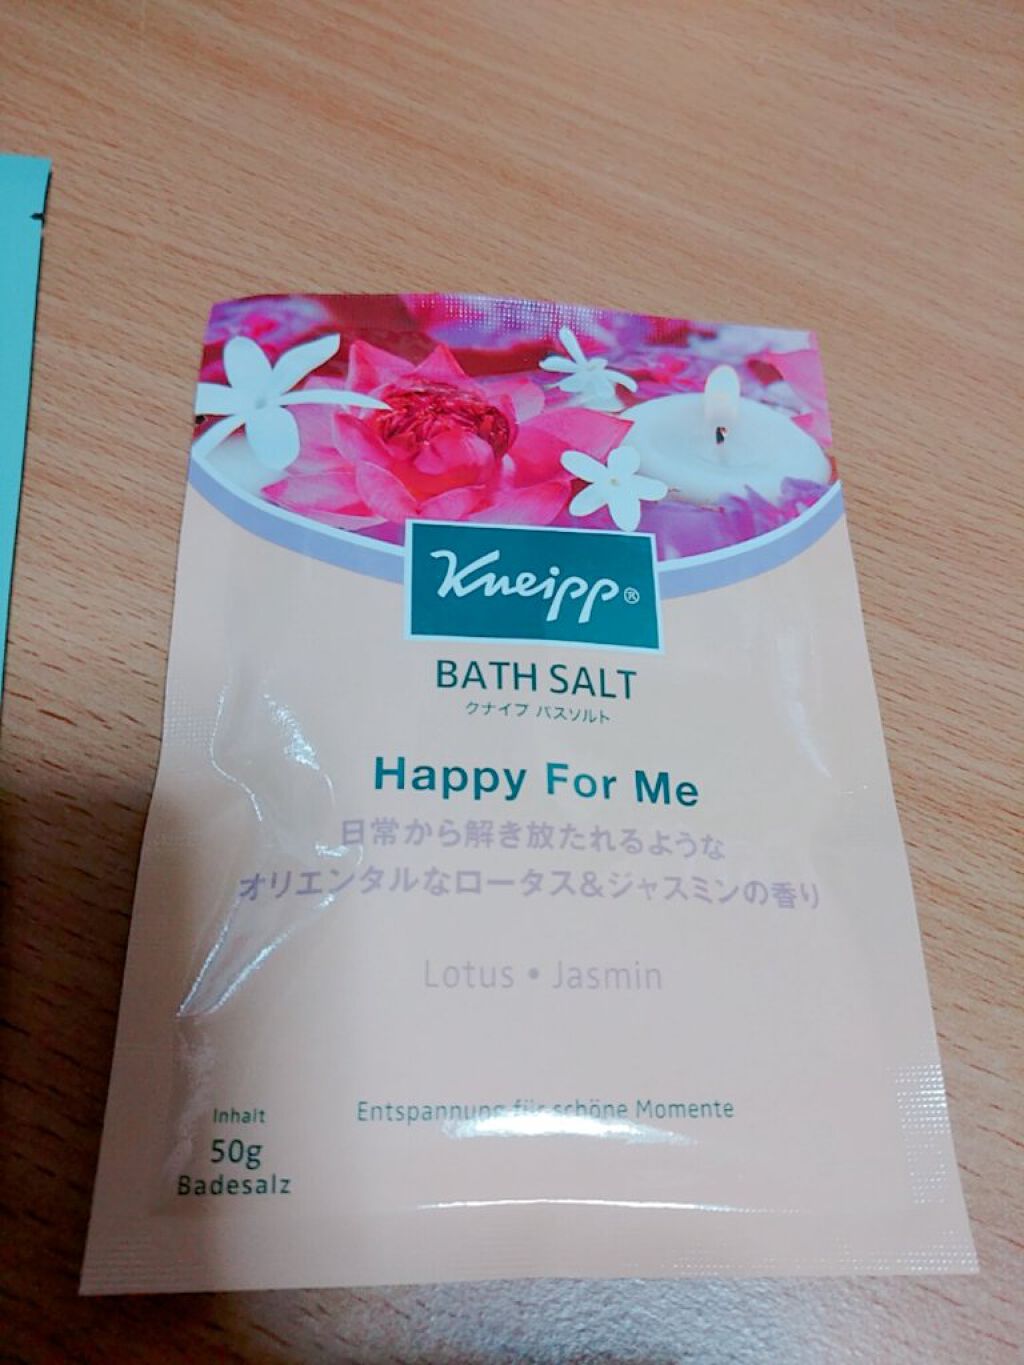 Kneipp®
BATH SALT
クナイプ バスソルト
Happy For Me
日常から解き放たれるような
オリエンタルなロータス&ジャスミンの香り
Lotus • Jasmin
Entspannung für schöne Momente
Inhalt
50g
Badesalz